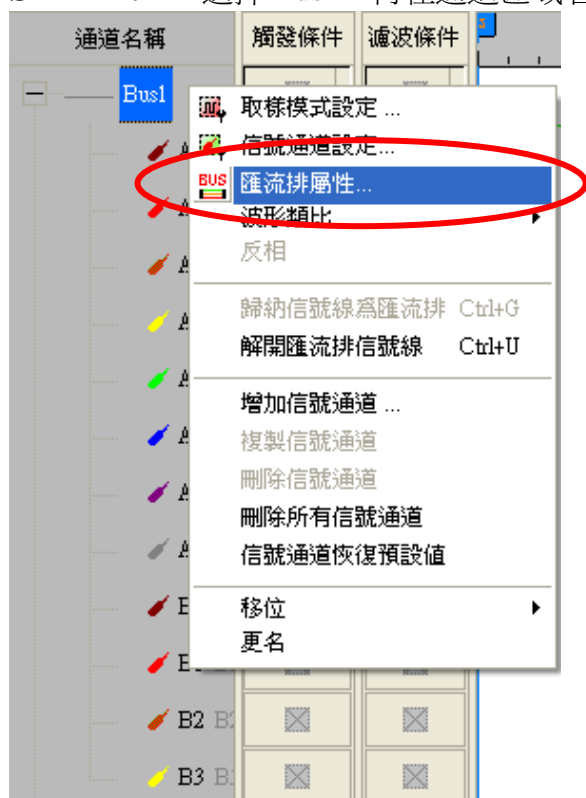 通道名稱 觸發條件 濾波條件
Bus1
取樣模式設定 ...
信號通道設定...
BUS 匯流排屬性...
波形類比
反相
歸納信號線爲匯流排 Ctrl+G
解開匯流排信號線 Ctrl+U
增加信號通道 ...
複製信號通道
刪除信號通道
刪除所有信號通道
信號通道恢復預設值
移位
更名
B2
B3